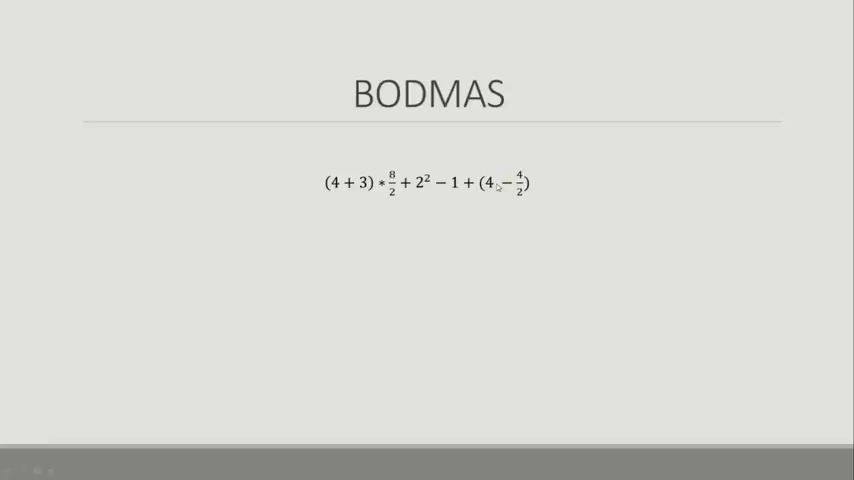 BODMAS
(4 + 3) ∗ 8/2 + 2² − 1 + (4 − 4/2)